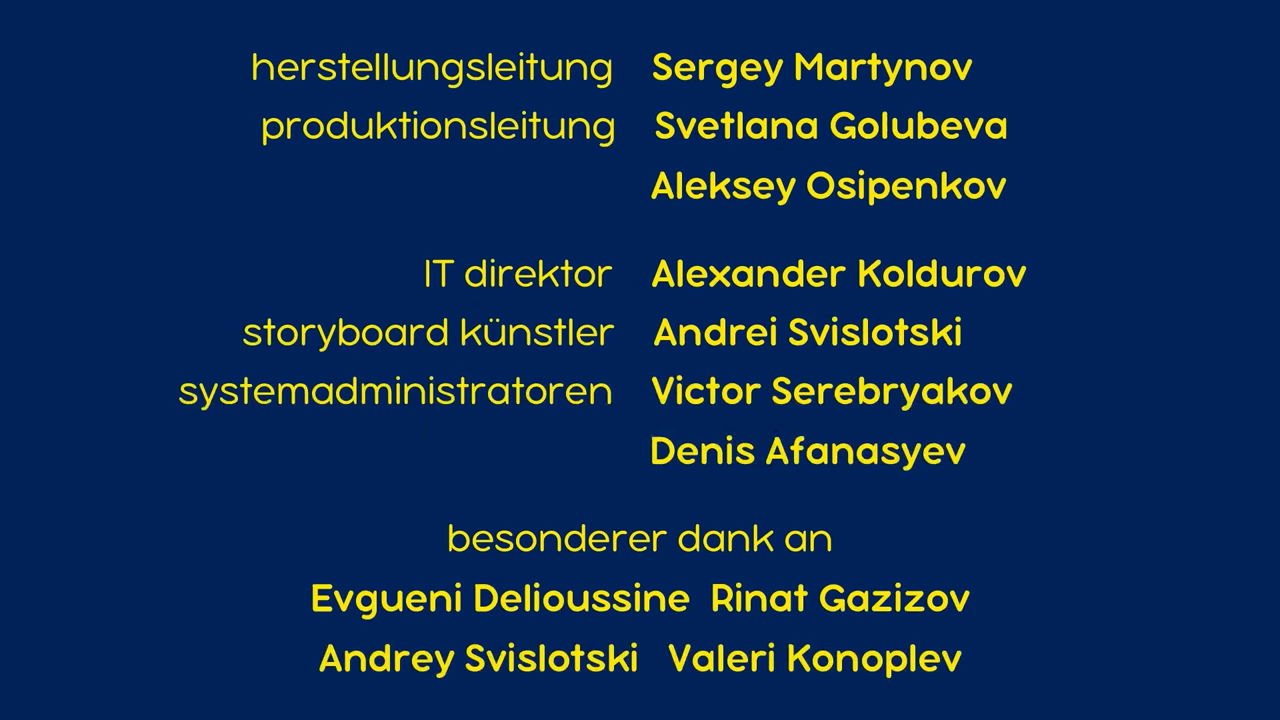 herstellungsleitung Sergey Martynov
produktionsleitung Svetlana Golubeva
Aleksey Osipenkov
IT direktor Alexander Koldurov
storyboard künstler Andrei Svislotski
systemadministratoren Victor Serebryakov
Denis Afanasyev
besonderer dank an
Evgueni Delioussine Rinat Gazizov
Andrey Svislotski Valeri Konoplev